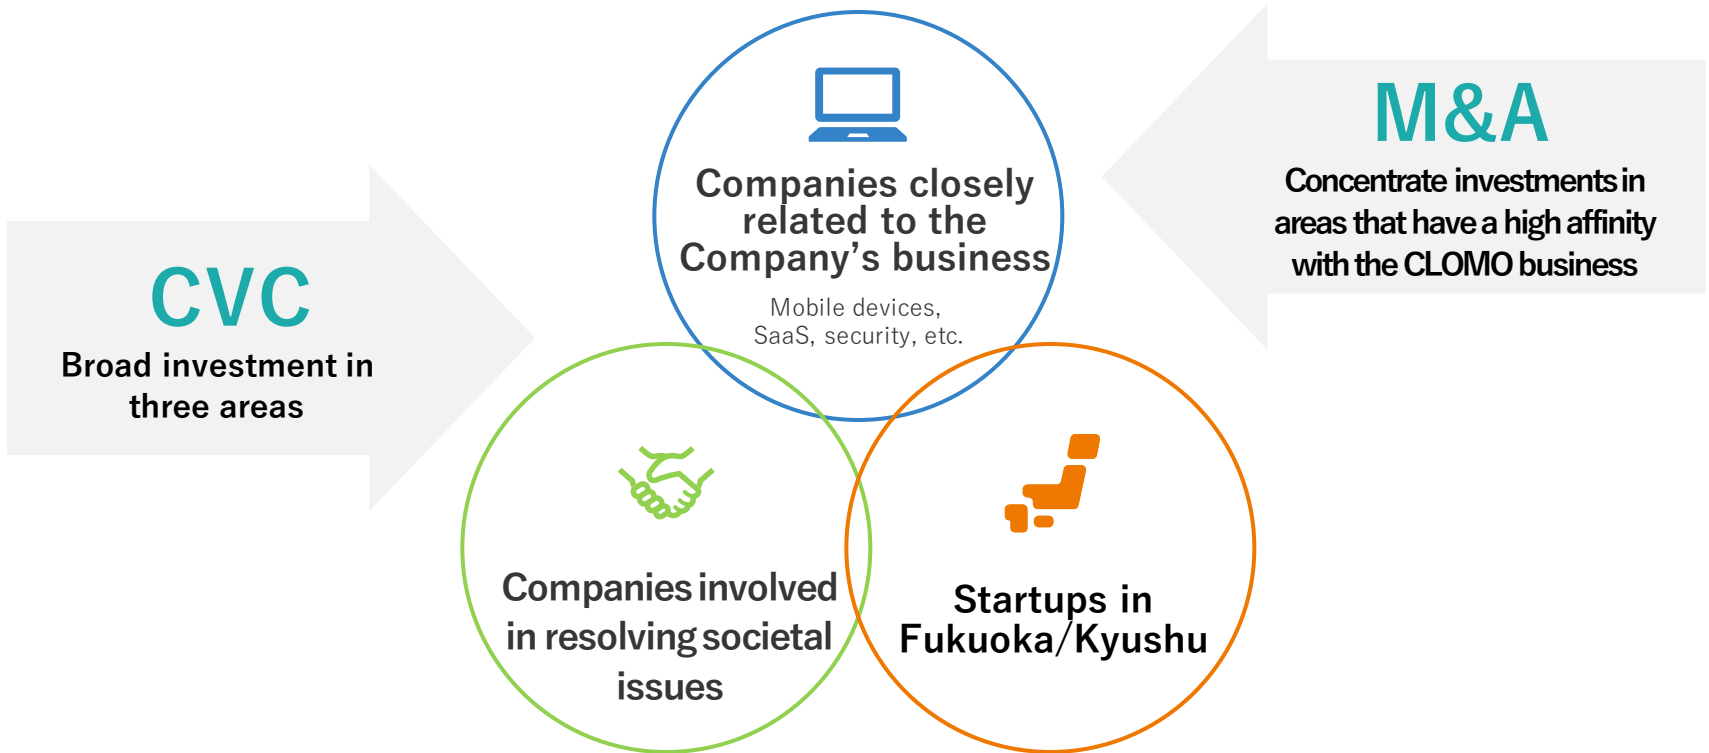 CVC
Broad investment in
three areas
Companies closely
related to the
Company’s business
Mobile devices,
SaaS, security, etc.
M&A
Concentrate investments in
areas that have a high affinity
with the CLOMO business
Companies involved
in resolving societal
issues
Startups in
Fukuoka/Kyushu